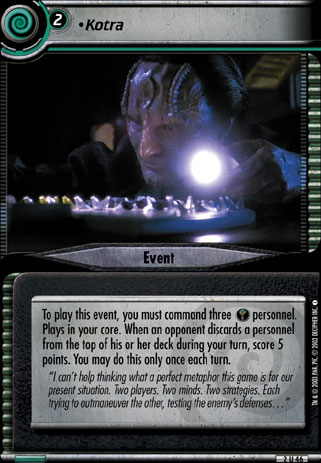 2
•Kotra
Event
To play this event, you must command three personnel.
Plays in your core. When an opponent discards a personnel
from the top of his or her deck during your turn, score 5
points. You may do this only once each turn.
"I can't help thinking what a perfect metaphor this game is for our
present situation. Two players. Two minds. Two strategies. Each
trying to outmaneuver the other, testing the enemy's defenses..."